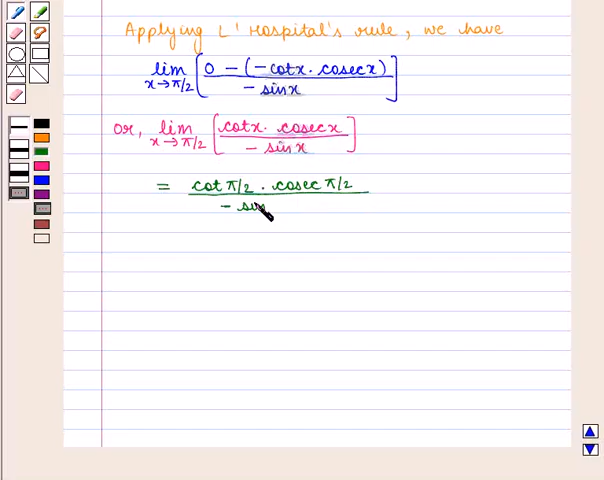 Applying L' Hospital's rule, we have
lim x→π/2 [0 - (-cotx. cosecx) / - sinx]
or, lim x→π/2 [cotx. cosecx / - sinx]
= cot π/2 . cosec π/2 / -